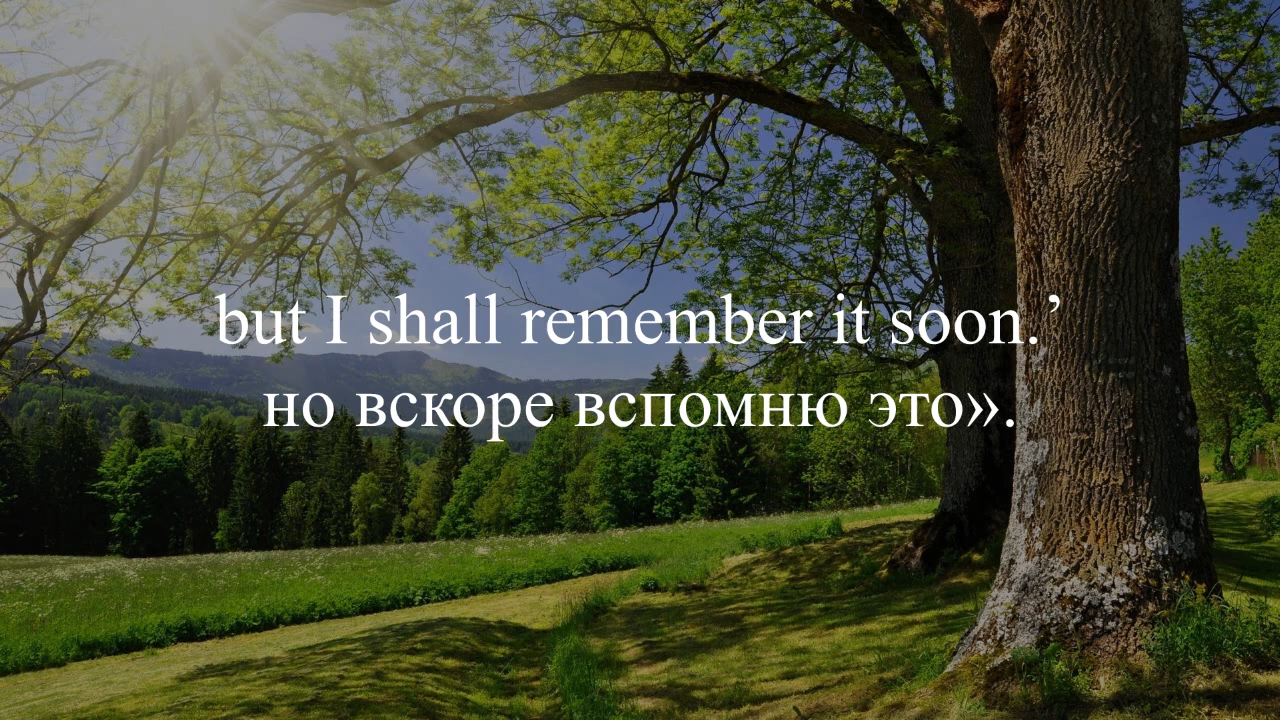 but I shall remember it soon.’
но вскоре вспомню это».